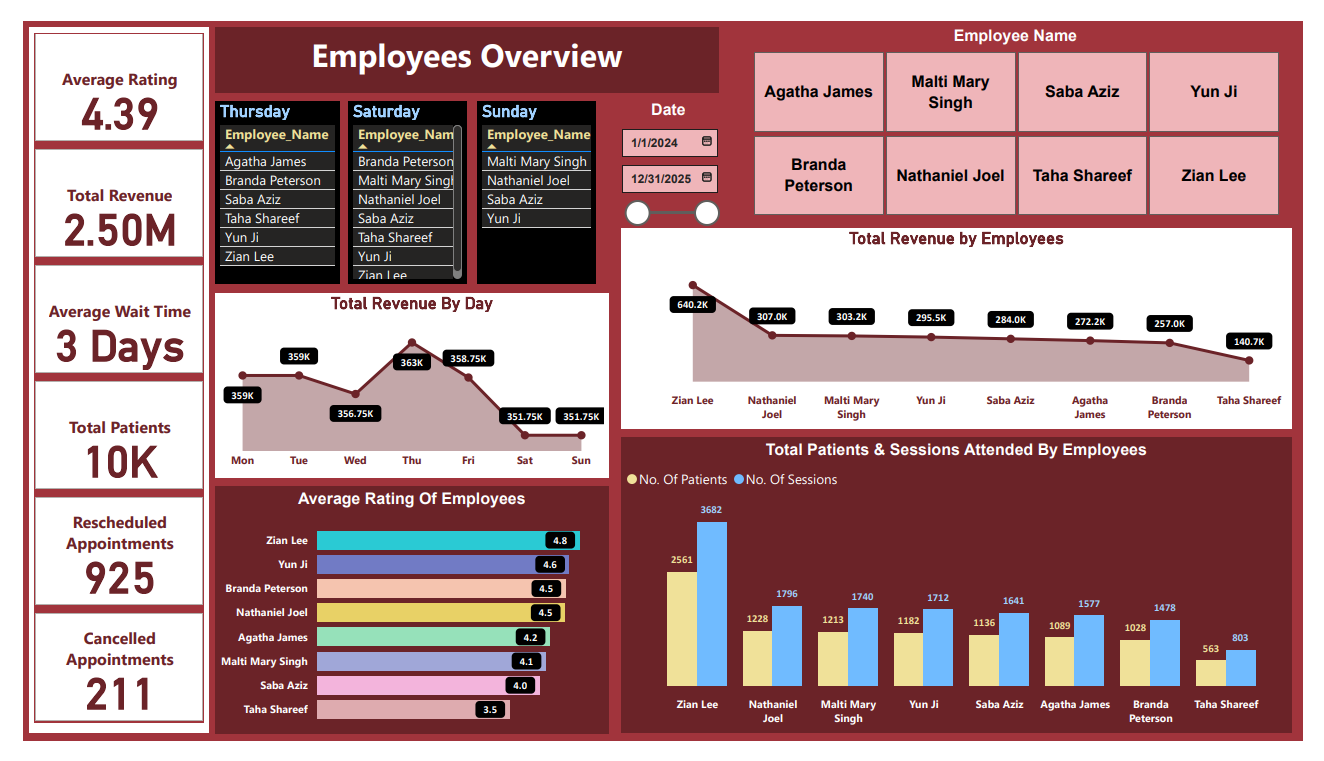 Average Rating
4.39
Total Revenue
2.50M
Average Wait Time
3 Days
Total Patients
10K
Rescheduled
Appointments
925
Cancelled
Appointments
211
Employees Overview
Thursday
Employee_Name
Agatha James
Branda Peterson
Saba Aziz
Taha Shareef
Yun Ji
Zian Lee
Saturday
Employee_Nam
Branda Peterson
Malti Mary Singh
Nathaniel Joel
Saba Aziz
Taha Shareef
Yun Ji
Zian Lee
Sunday
Employee_Name
Malti Mary Singh
Nathaniel Joel
Saba Aziz
Yun Ji
Date
1/1/2024
12/31/2025
Employee Name
Agatha James
Malti Mary
Singh
Saba Aziz
Yun Ji
Branda
Peterson
Nathaniel Joel
Taha Shareef
Zian Lee
Total Revenue By Day
359K
359K
356.75K
363K
358.75K
351.75K
351.75K
Mon Tue Wed Thu Fri Sat Sun
Total Revenue by Employees
640.2K
307.0K
303.2K
295.5K
284.0K
272.2K
257.0K
140.7K
Zian Lee
Nathaniel
Joel
Malti Mary
Singh
Yun Ji
Saba Aziz
Agatha
James
Branda
Peterson
Taha Shareef
Average Rating Of Employees
Zian Lee 4.8
Yun Ji 4.6
Branda Peterson 4.5
Nathaniel Joel 4.5
Agatha James 4.2
Malti Mary Singh 4.1
Saba Aziz 4.0
Taha Shareef 3.5
Total Patients & Sessions Attended By Employees
No. Of Patients No. Of Sessions
2561 3682
1228 1796
1213 1740
1182 1712
1136 1641
1089 1577
1028 1478
563 803
Zian Lee
Nathaniel
Joel
Malti Mary
Singh
Yun Ji
Saba Aziz
Agatha James
Branda
Peterson
Taha Shareef